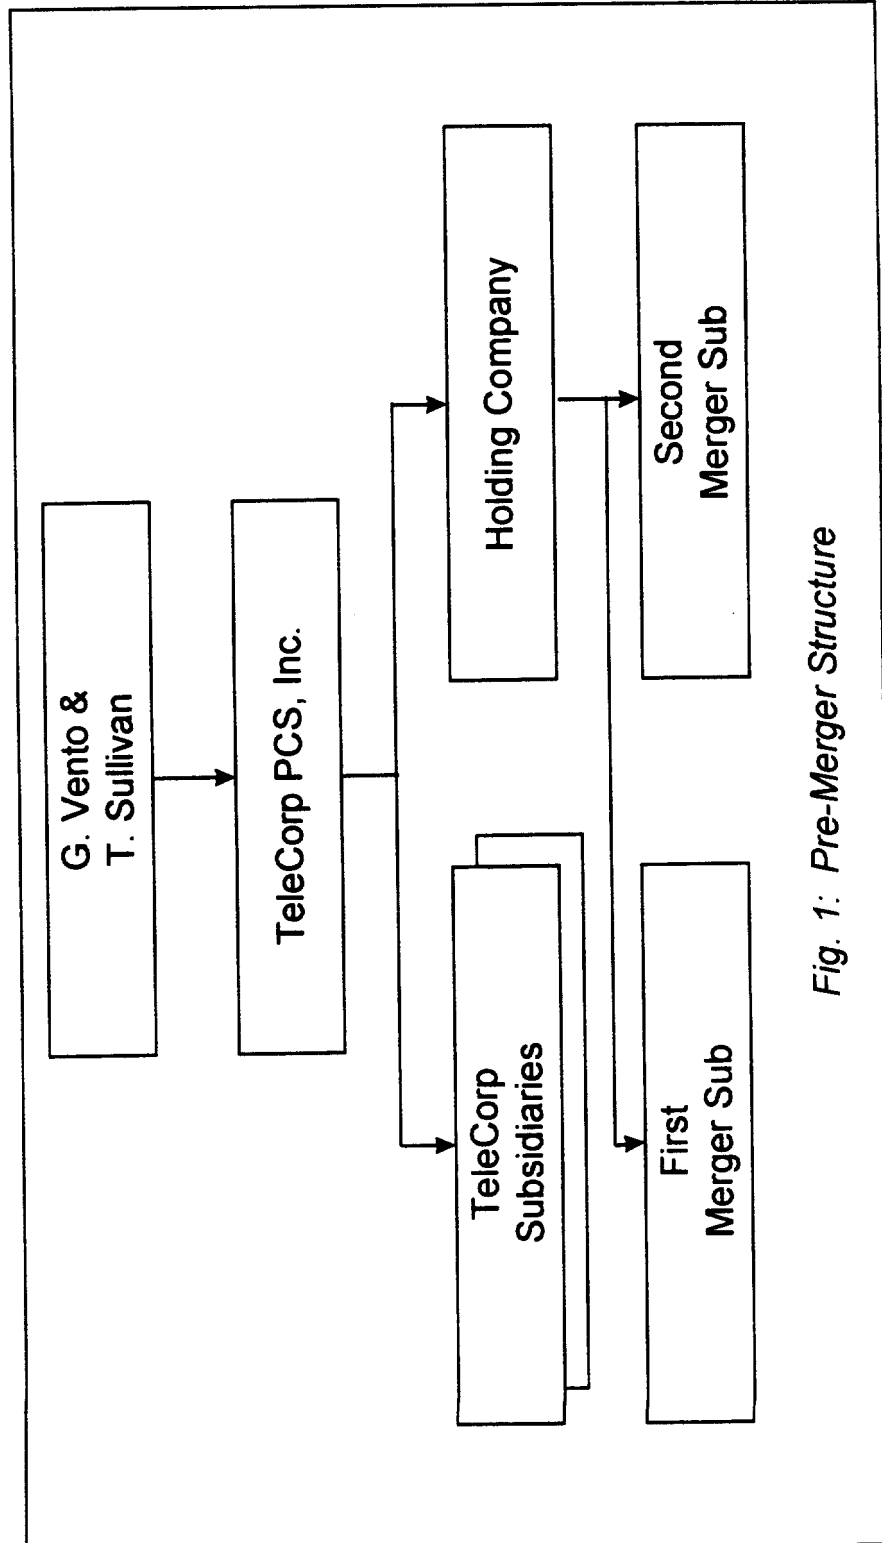 G. Vento &
T. Sullivan
TeleCorp PCS, Inc.
TeleCorp
Subsidiaries
Holding Company
First
Merger Sub
Second
Merger Sub
Fig. 1: Pre-Merger Structure